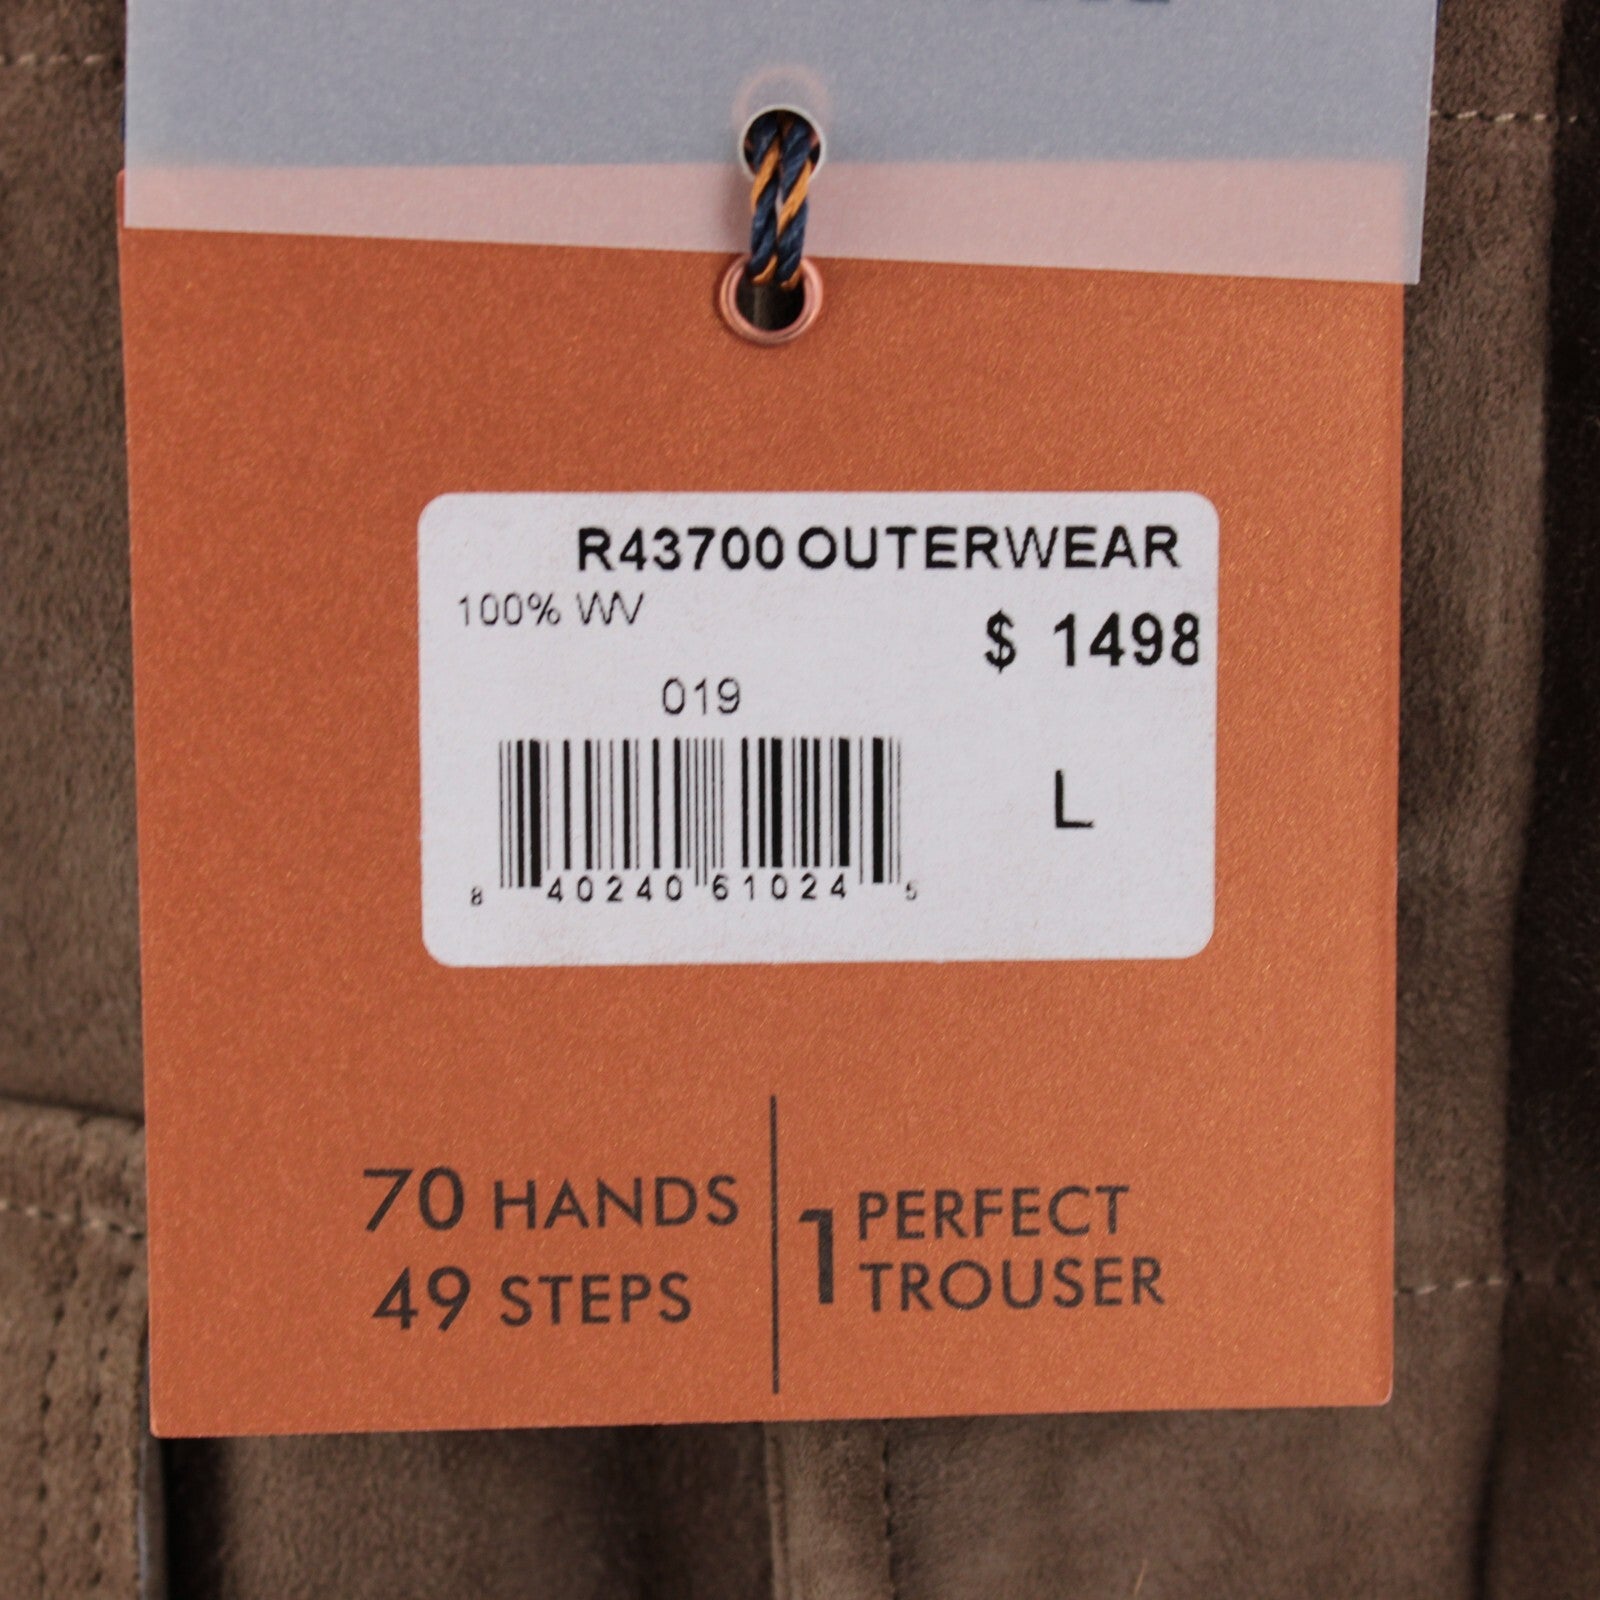 R43700 OUTERWEAR
100% WV
$ 1498
019
L
8 40240 61024 5
70 HANDS
49 STEPS
1 PERFECT
TROUSER